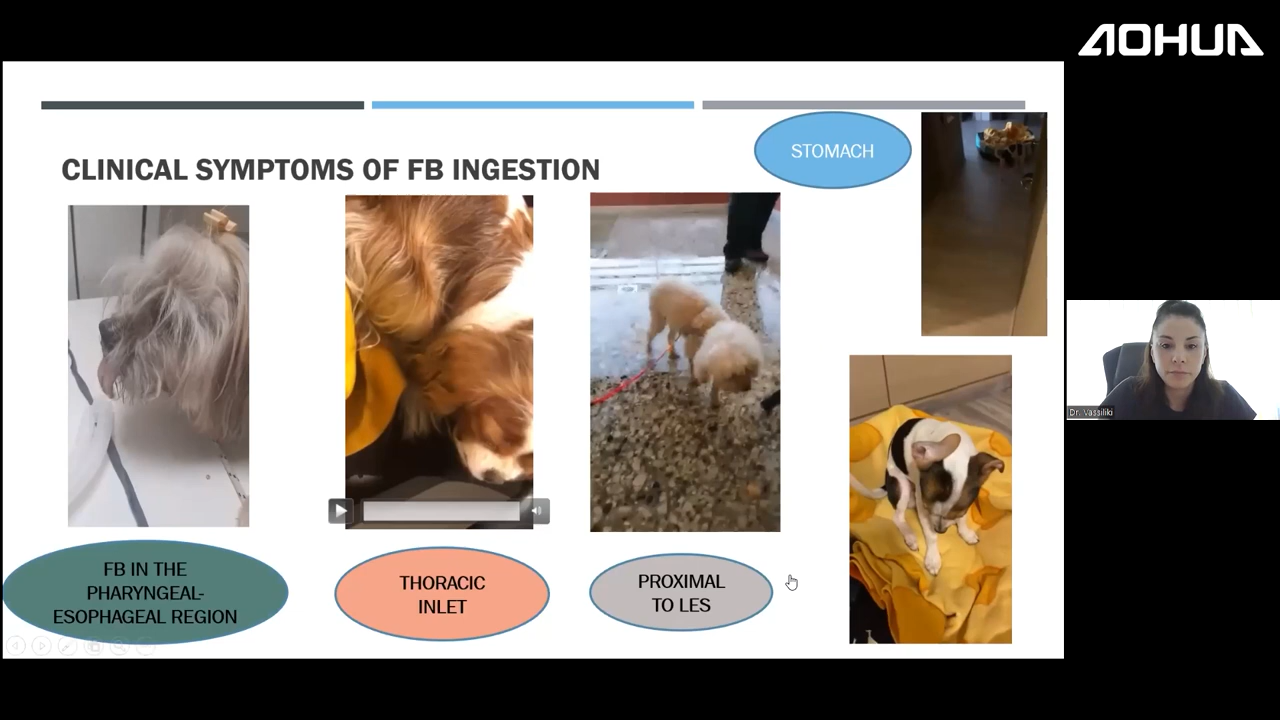 AOHUA
STOMACH
CLINICAL SYMPTOMS OF FB INGESTION
FB IN THE
PHARYNGEAL-
ESOPHAGEAL REGION
THORACIC
INLET
PROXIMAL
TO LES
Dr. Vassiliki